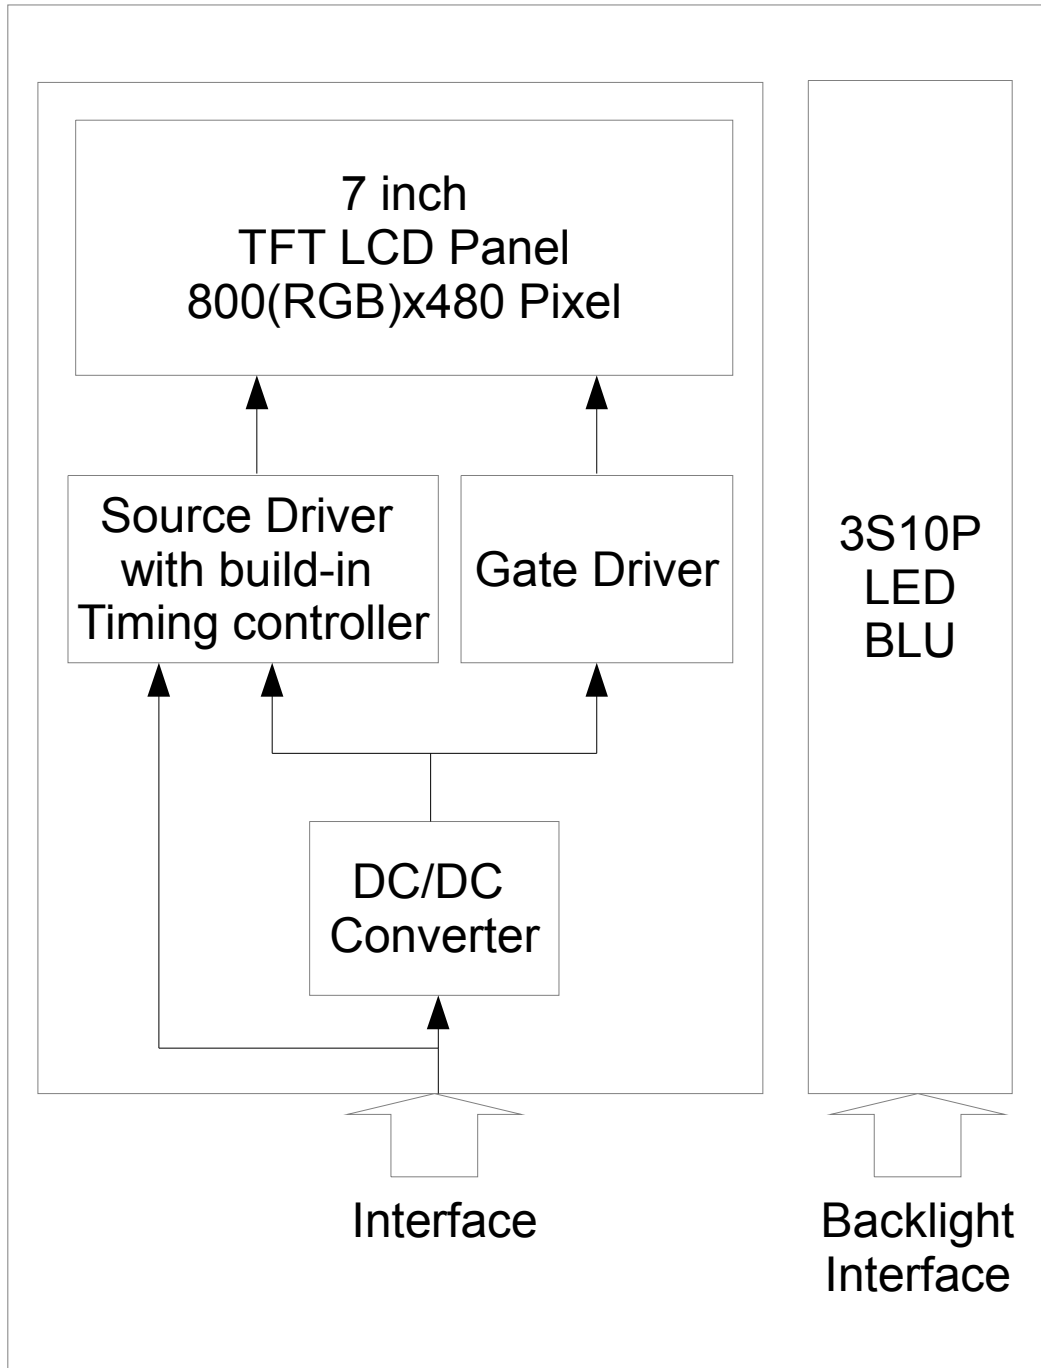 7 inch
TFT LCD Panel
800(RGB)x480 Pixel
Source Driver
with build-in
Timing controller
Gate Driver
3S10P
LED
BLU
DC/DC
Converter
Interface
Backlight
Interface